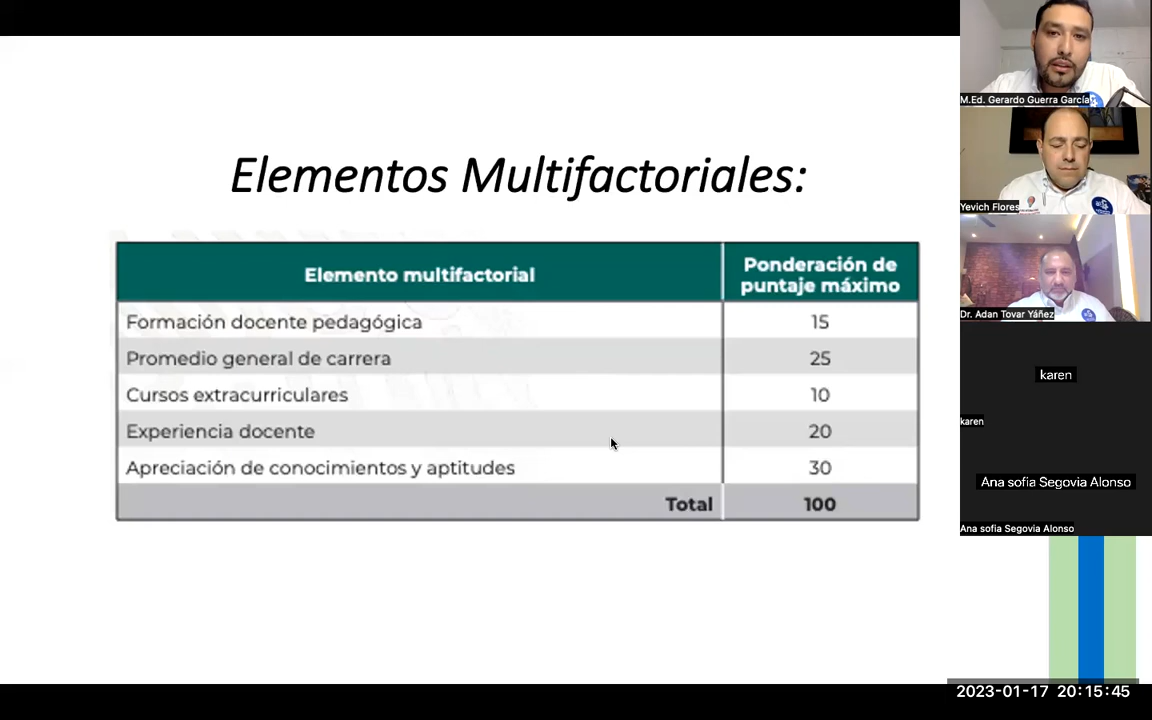 Elementos Multifactoriales:
Elemento multifactorial
Ponderación de
puntaje máximo
Formación docente pedagógica 15
Promedio general de carrera 25
Cursos extracurriculares 10
Experiencia docente 20
Apreciación de conocimientos y aptitudes 30
Total 100
M.Ed. Gerardo Guerra García
Yevich Flores
Dr. Adan Tovar Yáñez
karen
karen
Ana sofia Segovia Alonso
Ana sofia Segovia Alonso
2023-01-17 20:15:45